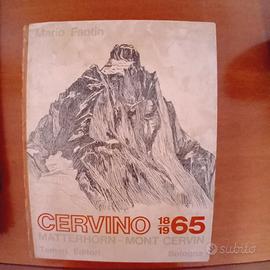 Mario Fantin
CERVINO 18 19 65
MATTERHORN - MONT CERVIN
Tamari Editori Bologna
subito